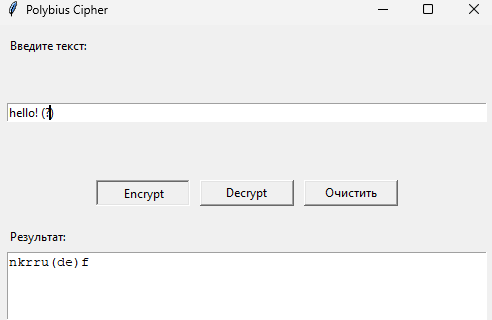 Polybius Cipher
Введите текст:
hello! (?)
Encrypt Decrypt Очистить
Результат:
nkrru(de)f